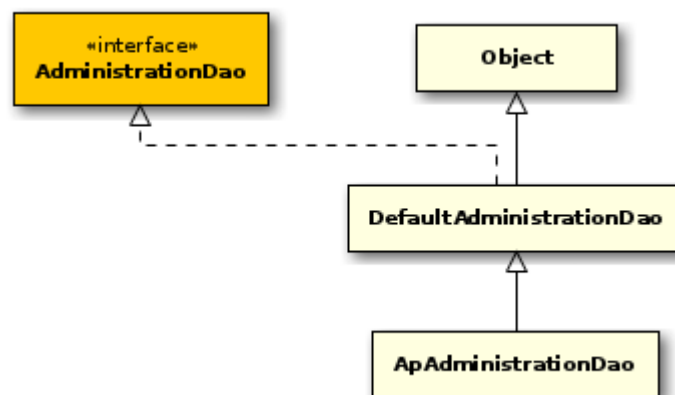 «interface»
AdministrationDao
Object
DefaultAdministrationDao
ApAdministrationDao